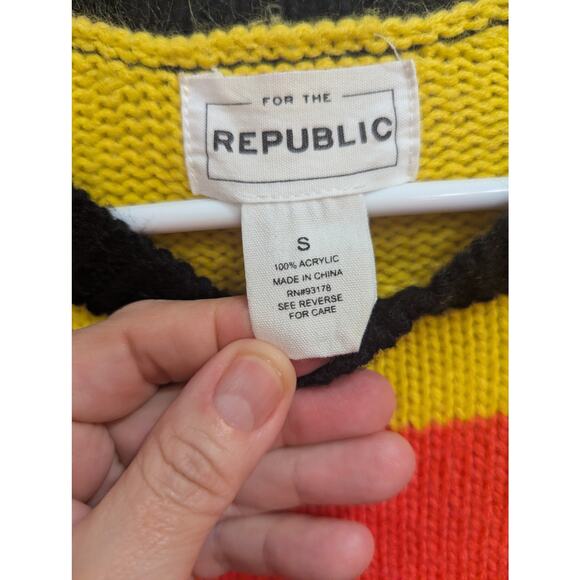 FOR THE
REPUBLIC
S
100% ACRYLIC
MADE IN CHINA
RN#93178
SEE REVERSE
FOR CARE